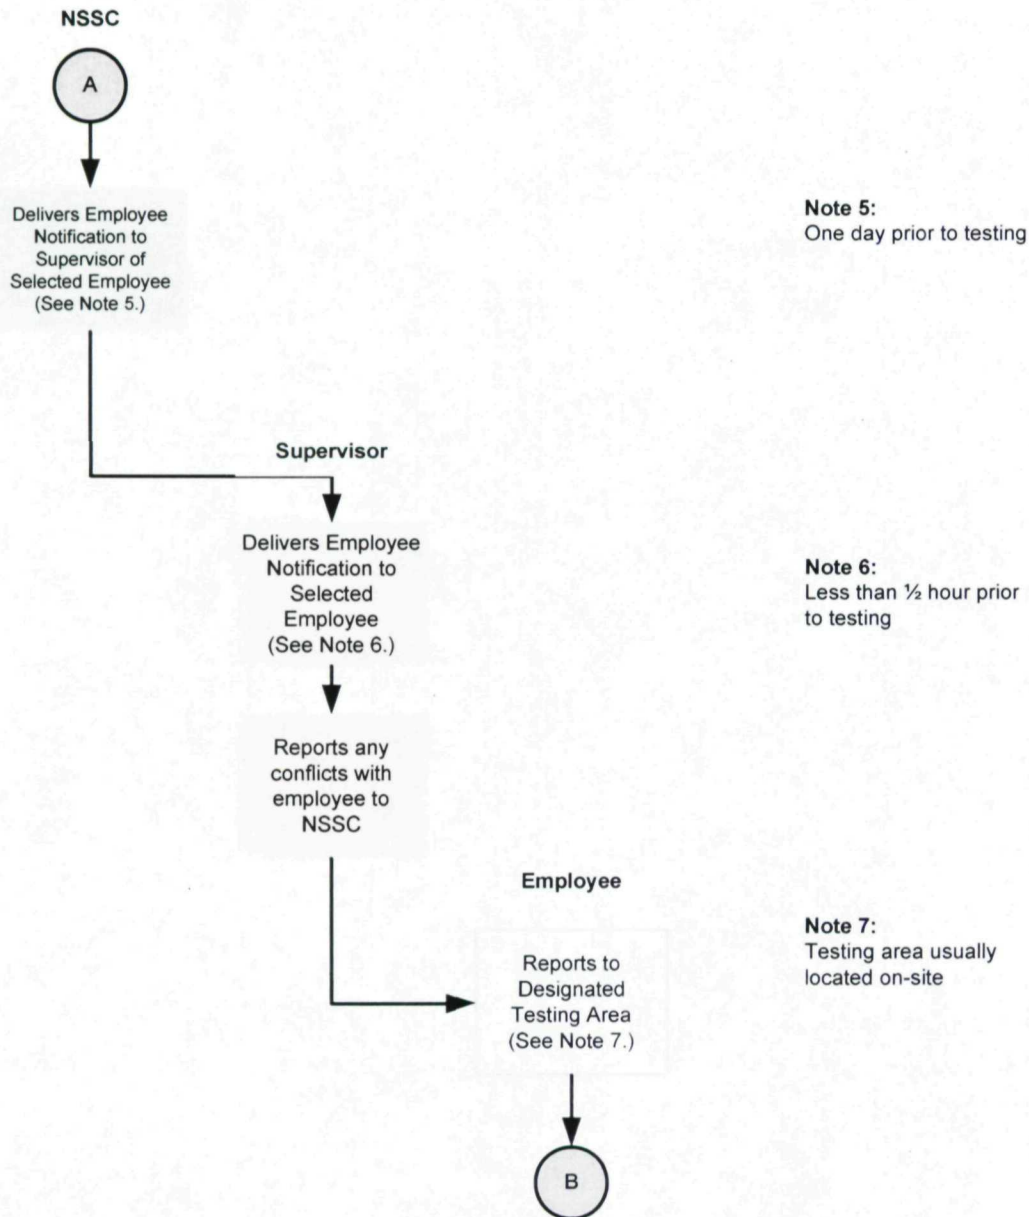 NSSC
A
Delivers Employee
Notification to
Supervisor of
Selected Employee
(See Note 5.)
Note 5:
One day prior to testing
Supervisor
Delivers Employee
Notification to
Selected
Employee
(See Note 6.)
Note 6:
Less than ½ hour prior
to testing
Reports any
conflicts with
employee to
NSSC
Employee
Reports to
Designated
Testing Area
(See Note 7.)
Note 7:
Testing area usually
located on-site
B